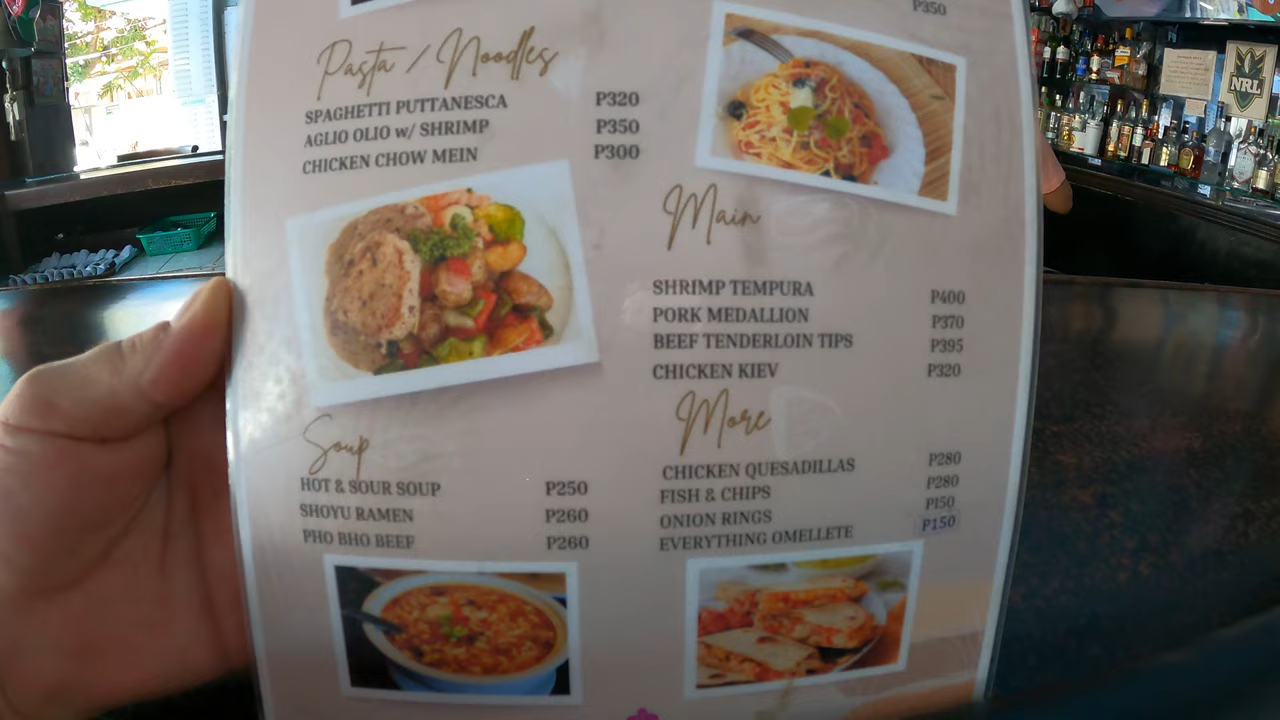 P350
Pasta / Noodles
SPAGHETTI PUTTANESCA P320
AGLIO OLIO w/ SHRIMP P350
CHICKEN CHOW MEIN P300
Main
SHRIMP TEMPURA P400
PORK MEDALLION P370
BEEF TENDERLOIN TIPS P395
CHICKEN KIEV P320
Soup
HOT & SOUR SOUP P250
SHOYU RAMEN P260
PHO BHO BEEF P260
More
CHICKEN QUESADILLAS P280
FISH & CHIPS P280
ONION RINGS P150
EVERYTHING OMELLETE P150
NRL